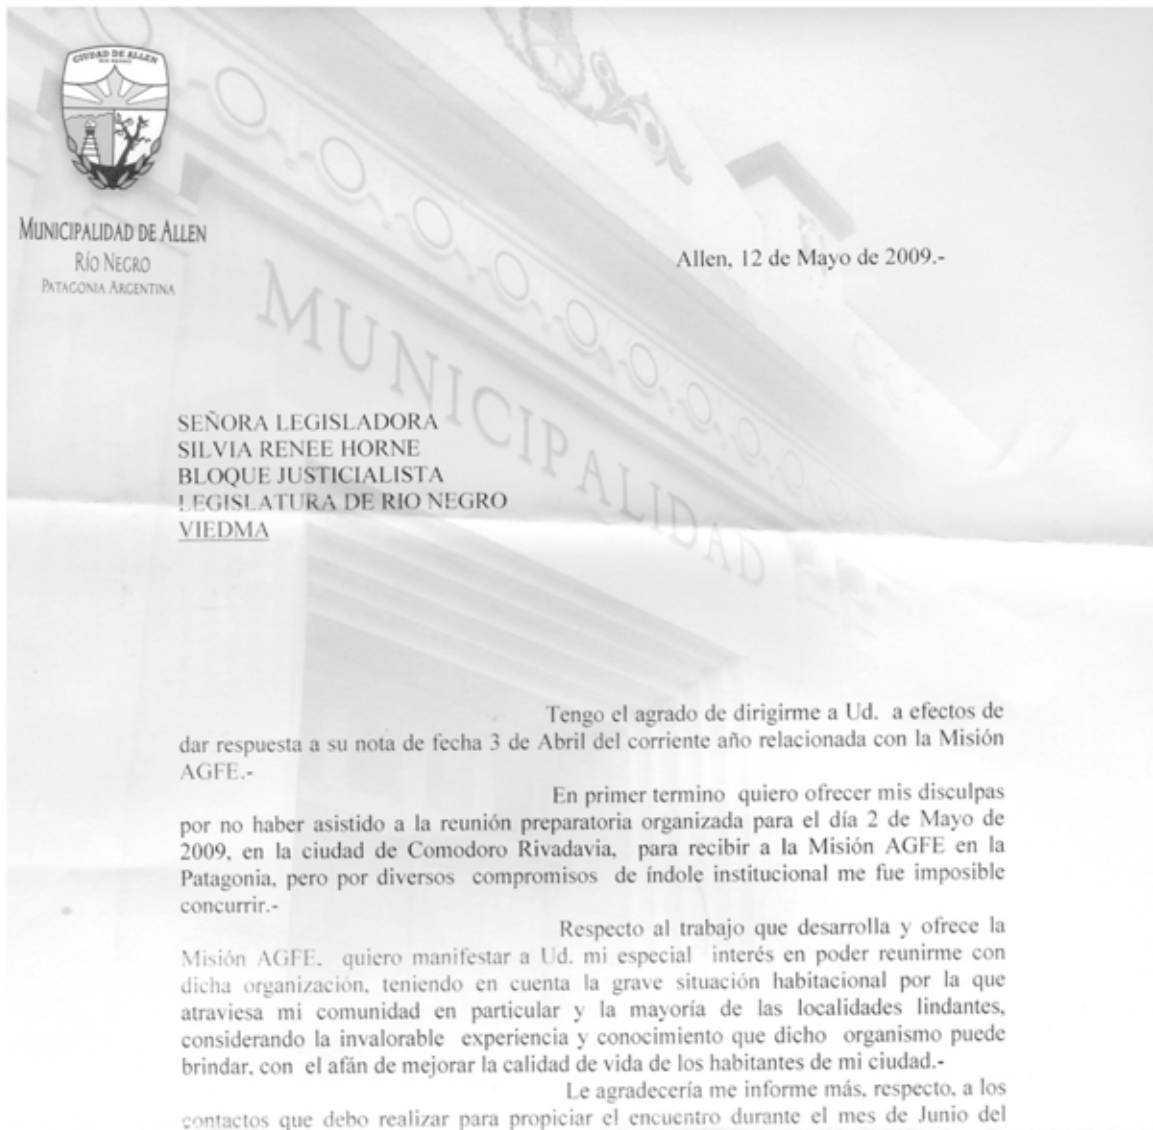 CIUDAD DE ALLEN
MUNICIPALIDAD DE ALLEN
RÍO NEGRO
PATAGONIA ARGENTINA
Allen, 12 de Mayo de 2009.-
MUNICIPALIDAD
SEÑORA LEGISLADORA
SILVIA RENEE HORNE
BLOQUE JUSTICIALISTA
LEGISLATURA DE RIO NEGRO
VIEDMA
Tengo el agrado de dirigirme a Ud. a efectos de
dar respuesta a su nota de fecha 3 de Abril del corriente año relacionada con la Misión
AGFE.-
En primer termino quiero ofrecer mis disculpas
por no haber asistido a la reunión preparatoria organizada para el día 2 de Mayo de
2009, en la ciudad de Comodoro Rivadavia, para recibir a la Misión AGFE en la
Patagonia, pero por diversos compromisos de índole institucional me fue imposible
concurrir.-
Respecto al trabajo que desarrolla y ofrece la
Misión AGFE, quiero manifestar a Ud. mi especial interés en poder reunirme con
dicha organización, teniendo en cuenta la grave situación habitacional por la que
atraviesa mi comunidad en particular y la mayoría de las localidades lindantes,
considerando la invalorable experiencia y conocimiento que dicho organismo puede
brindar, con el afán de mejorar la calidad de vida de los habitantes de mi ciudad.-
Le agradecería me informe más, respecto, a los
contactos que debo realizar para propiciar el encuentro durante el mes de Junio del